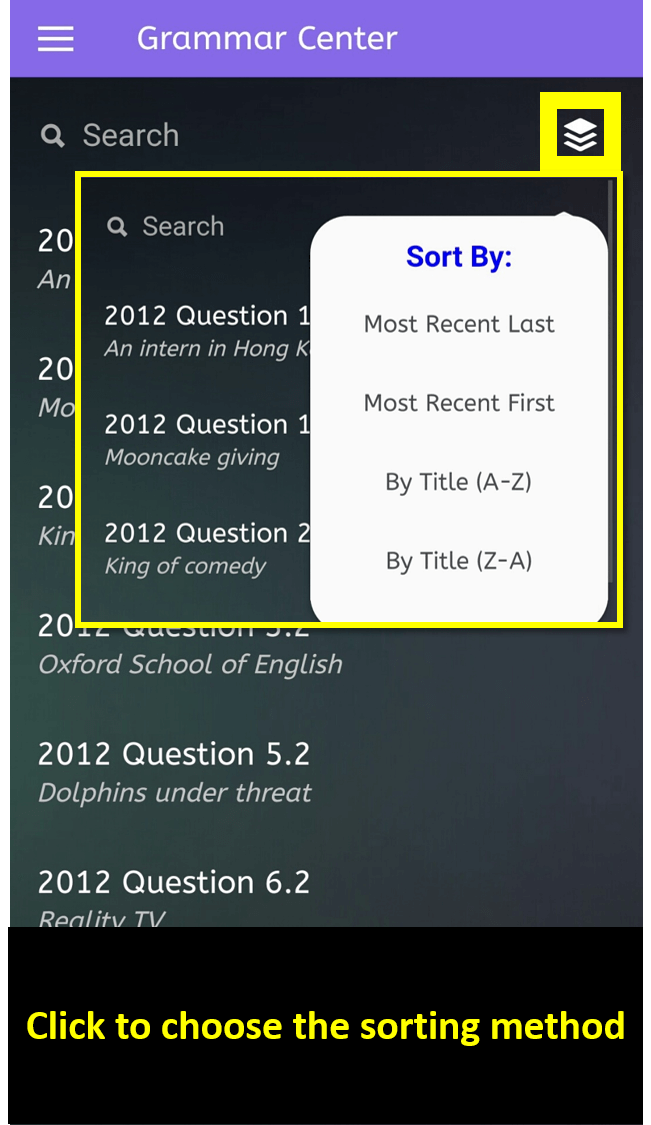 Grammar Center
Search
20
An
20
Mo
20
Kin
Search
Sort By:
2012 Question 1
An intern in Hong K
2012 Question 1
Mooncake giving
2012 Question 2
King of comedy
Most Recent Last
Most Recent First
By Title (A-Z)
By Title (Z-A)
2012 Question 3.2
Oxford School of English
2012 Question 5.2
Dolphins under threat
2012 Question 6.2
Reality TV
Click to choose the sorting method